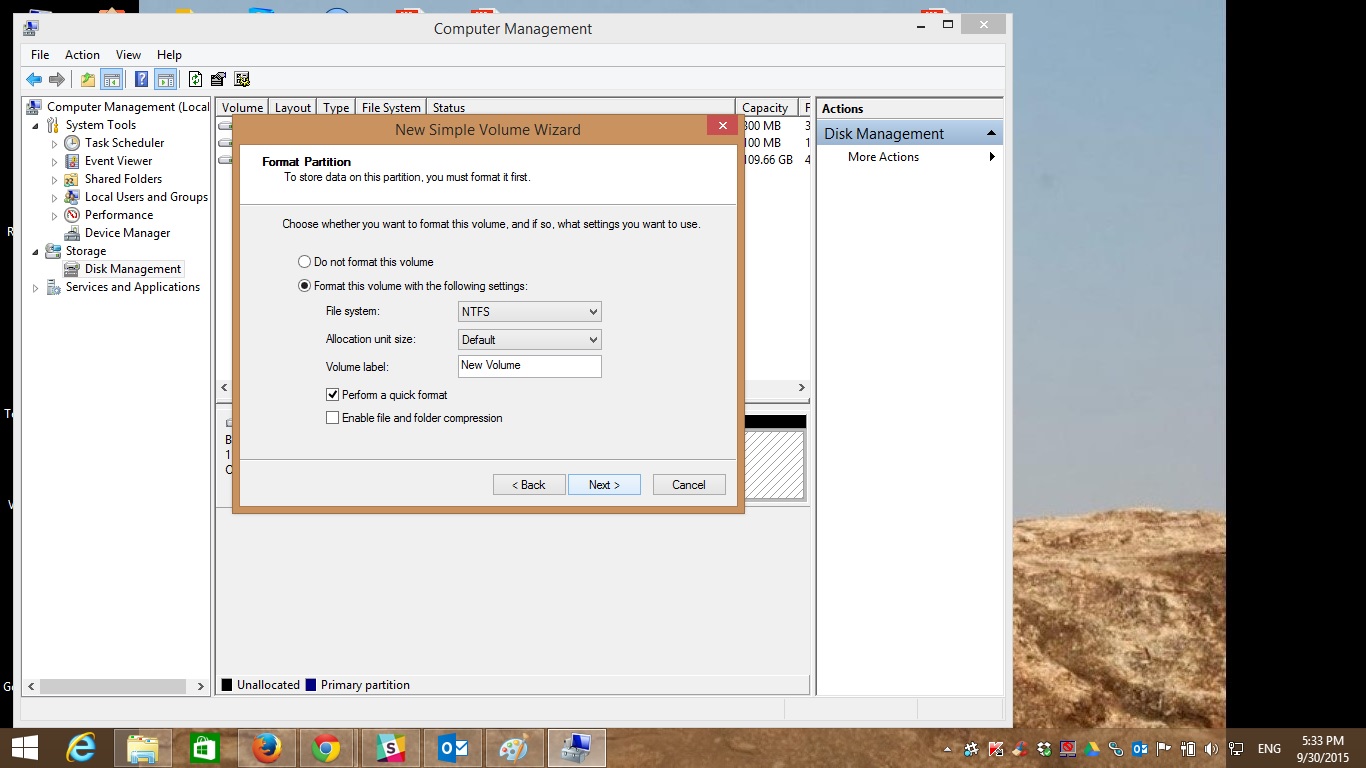 Computer Management
File Action View Help
Computer Management (Local
System Tools
Task Scheduler
Event Viewer
Shared Folders
Local Users and Groups
Performance
Device Manager
Storage
Disk Management
Services and Applications
Volume Layout Type File System Status Capacity F
300 MB 3
100 MB 1
109.66 GB 4
New Simple Volume Wizard
Format Partition
To store data on this partition, you must format it first.
Choose whether you want to format this volume, and if so, what settings you want to use.
Do not format this volume
Format this volume with the following settings:
File system: NTFS
Allocation unit size: Default
Volume label: New Volume
Perform a quick format
Enable file and folder compression
< Back Next > Cancel
B
1
O
Unallocated Primary partition
Actions
Disk Management
More Actions
R
To
Go
ENG
5:33 PM
9/30/2015